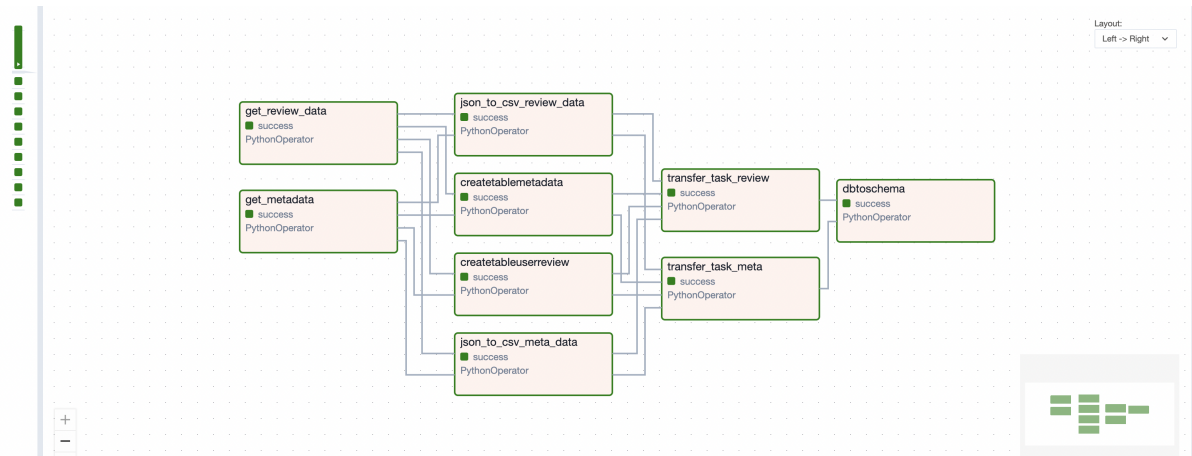 Layout:
Left -> Right
get_review_data
success
PythonOperator
get_metadata
success
PythonOperator
json_to_csv_review_data
success
PythonOperator
createtablemetadata
success
PythonOperator
createtableuserreview
success
PythonOperator
json_to_csv_meta_data
success
PythonOperator
transfer_task_review
success
PythonOperator
transfer_task_meta
success
PythonOperator
dbtoschema
success
PythonOperator